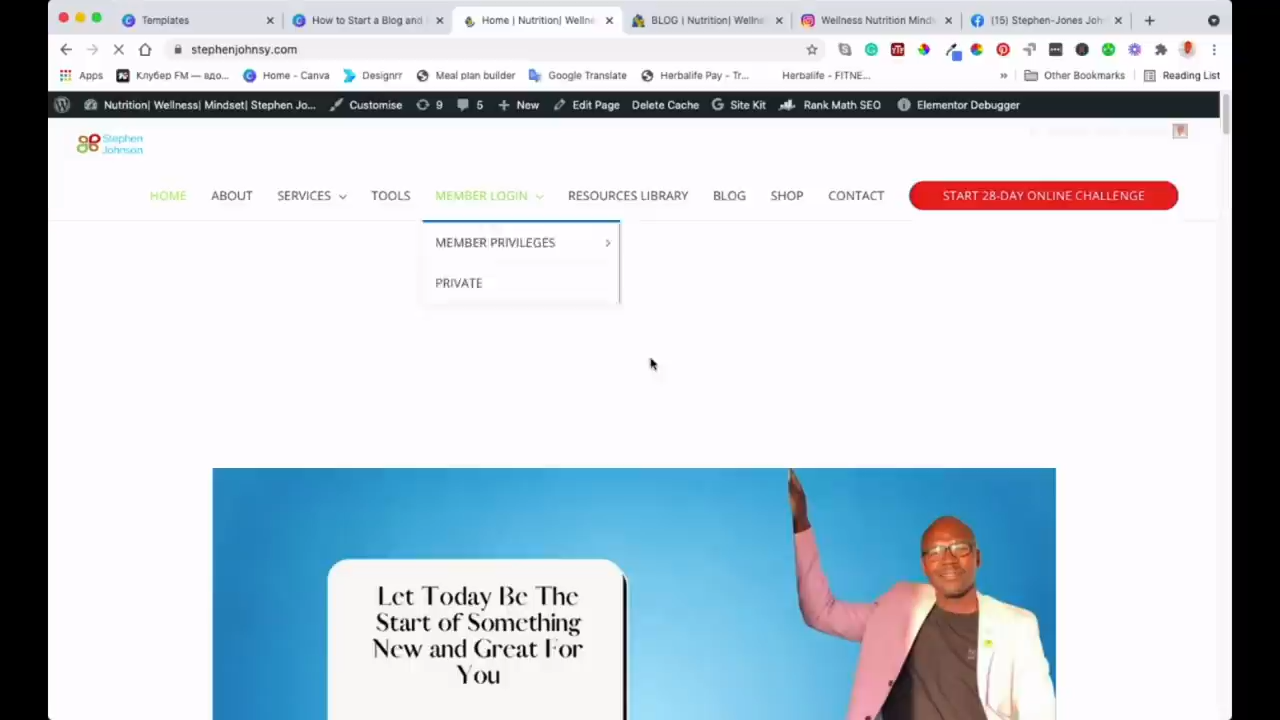 Templates
How to Start a Blog and
Home | Nutrition| Wellne
BLOG | Nutrition| Wellne
Wellness Nutrition Minds
(15) Stephen-Jones Joh
stephenjohnsy.com
Apps
Клубер FM — вдо...
Home - Canva
Designrr
Meal plan builder
Google Translate
Herbalife Pay - Tr...
Herbalife - FITNE...
»
Other Bookmarks
Reading List
Nutrition| Wellness| Mindset| Stephen Jo...
Customise
9
5
New
Edit Page
Delete Cache
Site Kit
Rank Math SEO
Elementor Debugger
Stephen
Johnson
HOME
ABOUT
SERVICES
TOOLS
MEMBER LOGIN
RESOURCES LIBRARY
BLOG
SHOP
CONTACT
START 28-DAY ONLINE CHALLENGE
MEMBER PRIVILEGES
PRIVATE
Let Today Be The
Start of Something
New and Great For
You